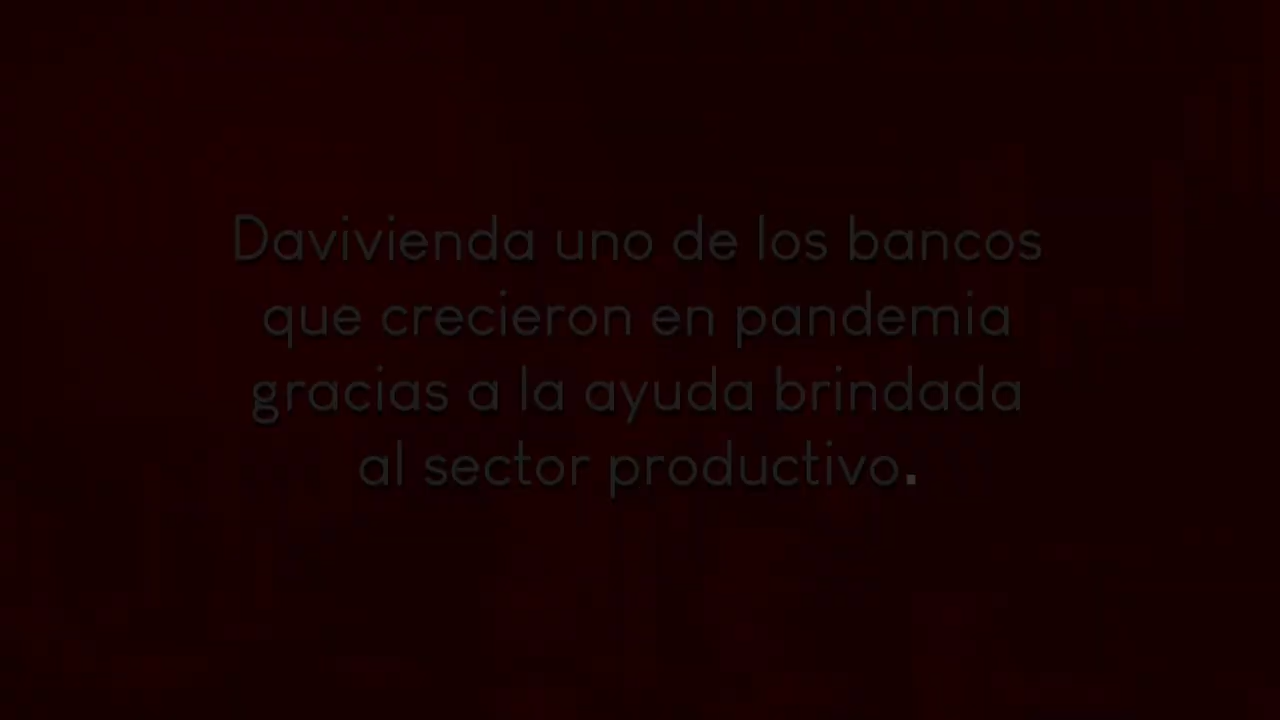 Davivienda uno de los bancos
que crecieron en pandemia
gracias a la ayuda brindada
al sector productivo.